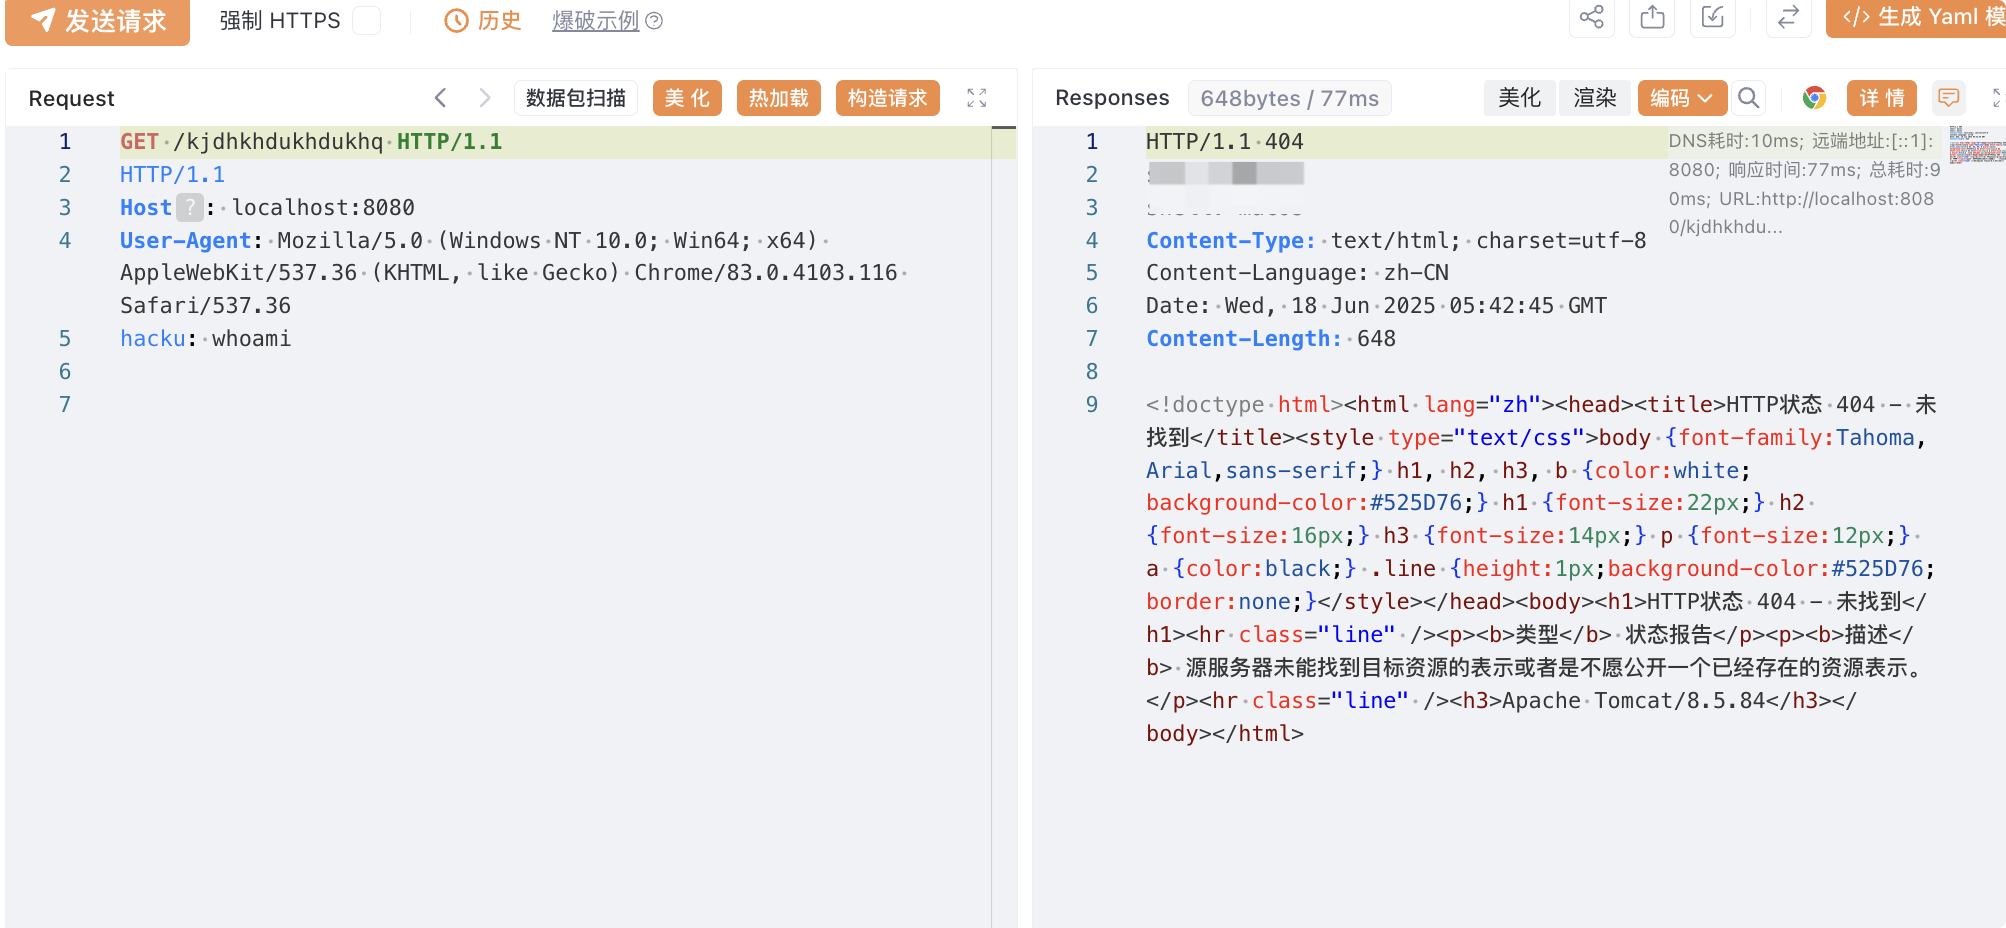 发送请求 强制 HTTPS 历史 爆破示例 生成 Yaml 模
Request 数据包扫描 美 化 热加载 构造请求
1 GET /kjdhkhdukhdukhq HTTP/1.1
2 HTTP/1.1
3 Host ? : localhost:8080
4 User-Agent: Mozilla/5.0 (Windows NT 10.0; Win64; x64)
AppleWebKit/537.36 (KHTML, like Gecko) Chrome/83.0.4103.116
Safari/537.36
5 hacku: whoami
6
7
Responses 648bytes / 77ms 美化 渲染 编码 详 情
1 HTTP/1.1 404
2
3
4 Content-Type: text/html; charset=utf-8
5 Content-Language: zh-CN
6 Date: Wed, 18 Jun 2025 05:42:45 GMT
7 Content-Length: 648
8
9 <!doctype html><html lang="zh"><head><title>HTTP状态 404 - 未
找到</title><style type="text/css">body {font-family:Tahoma,
Arial,sans-serif;} h1, h2, h3, b {color:white;
background-color:#525D76;} h1 {font-size:22px;} h2
{font-size:16px;} h3 {font-size:14px;} p {font-size:12px;}
a {color:black;} .line {height:1px;background-color:#525D76;
border:none;}</style></head><body><h1>HTTP状态 404 - 未找到</
h1><hr class="line" /><p><b>类型</b> 状态报告</p><p><b>描述</
b> 源服务器未能找到目标资源的表示或者是不愿公开一个已经存在的资源表示。
</p><hr class="line" /><h3>Apache Tomcat/8.5.84</h3></
body></html>
DNS耗时:10ms; 远端地址:[::1]:
8080; 响应时间:77ms; 总耗时:9
0ms; URL:http://localhost:808
0/kjdhkhdu...